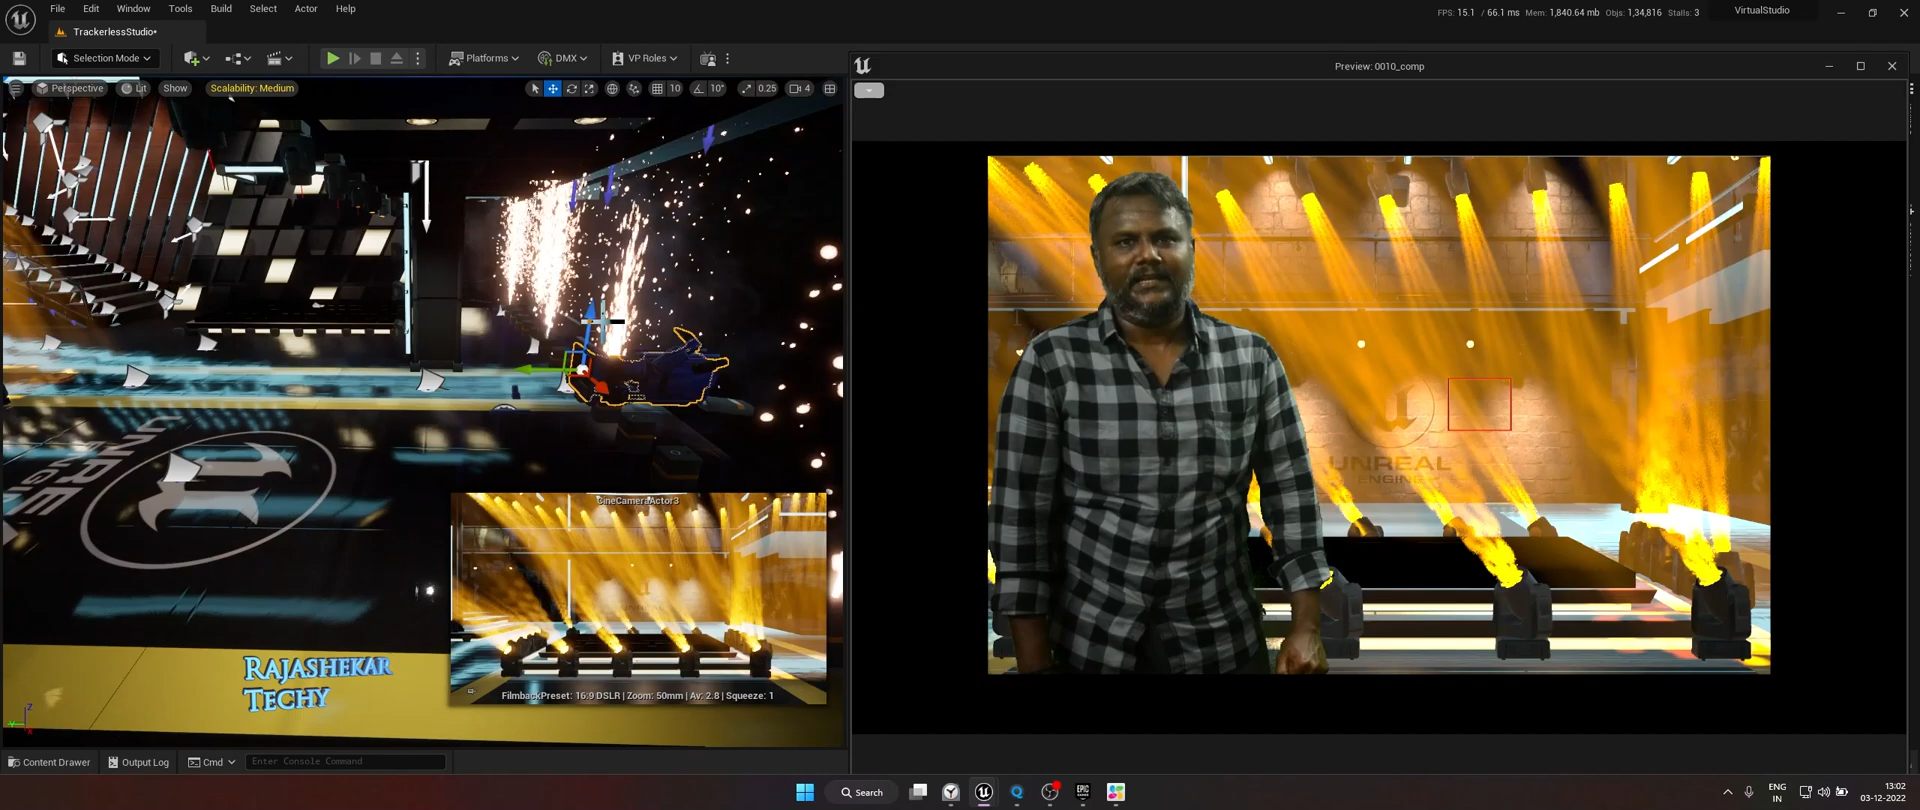 File Edit Window Tools Build Select Actor Help
FPS: 15.1 / 66.1 ms Mem: 1,840.64 mb Objs: 1,34,816 Stalls: 3
VirtualStudio
TrackerlessStudio*
Selection Mode
Platforms
DMX
VP Roles
Preview: 0010_comp
Perspective
Lit
Show
Scalability: Medium
10
10°
0.25
4
UNREAL
ENGINE
CineCameraActor3
FilmbackPreset: 16:9 DSLR | Zoom: 50mm | Av: 2.8 | Squeeze: 1
RAJASHEKAR
TECHY
Z
Y
X
Content Drawer
Output Log
Cmd
Enter Console Command
Search
EPIC
GAMES
ENG
IN
13:02
03-12-2022